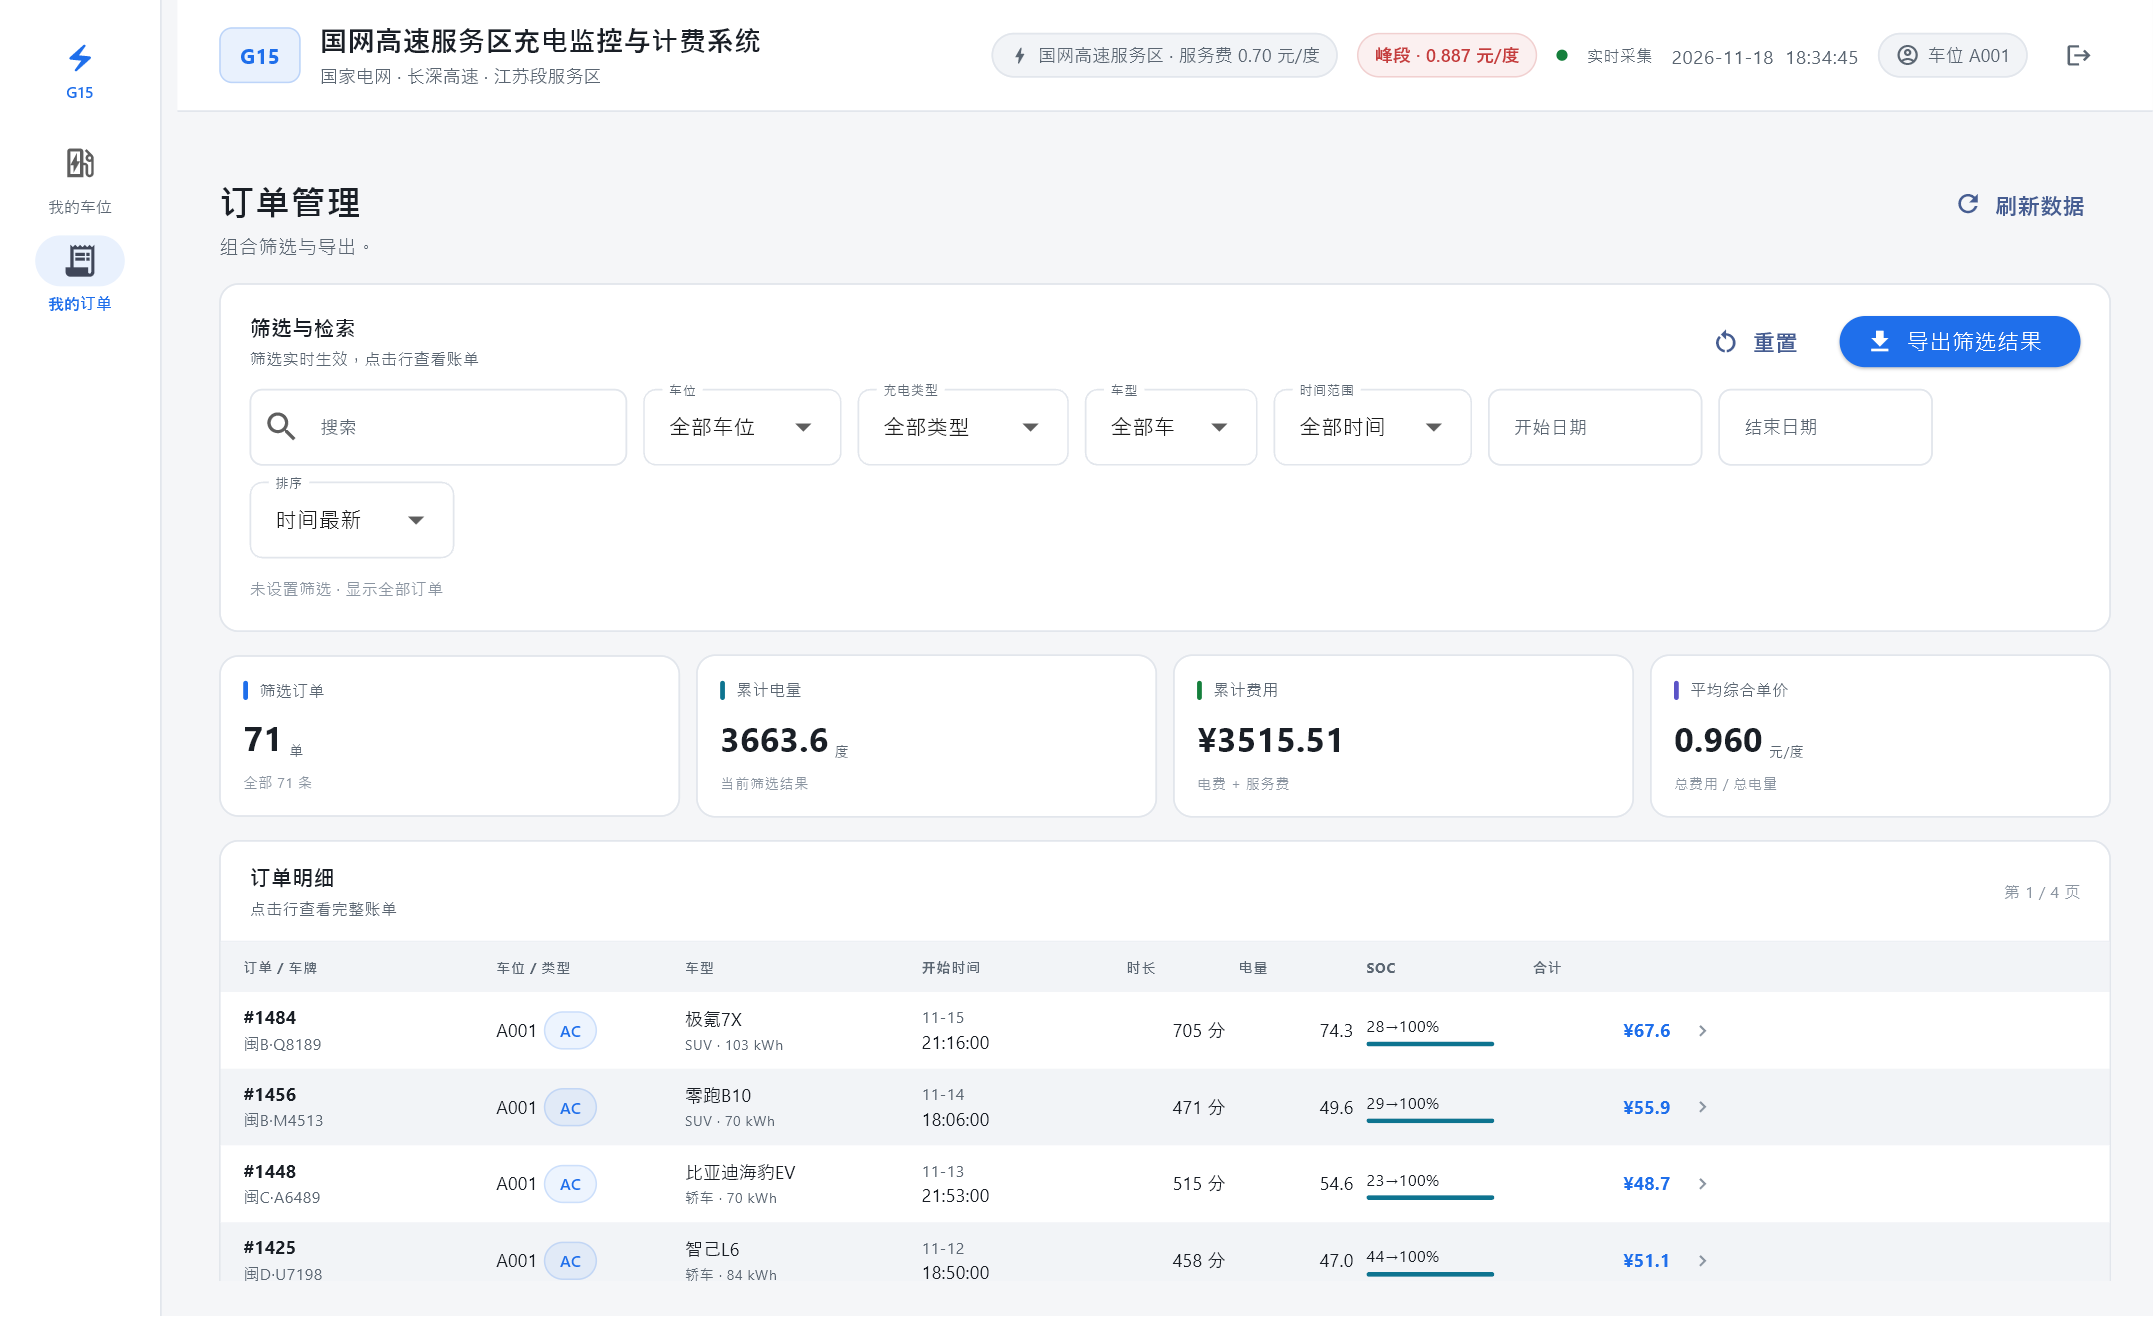 G15
我的车位
我的订单
G15
国网高速服务区充电监控与计费系统
国家电网 · 长深高速 · 江苏段服务区
国网高速服务区 · 服务费 0.70 元/度
峰段 · 0.887 元/度
实时采集
2026-11-18 18:34:45
车位 A001
订单管理
组合筛选与导出。
刷新数据
筛选与检索
筛选实时生效，点击行查看账单
重置
导出筛选结果
搜索
车位
全部车位
充电类型
全部类型
车型
全部车
时间范围
全部时间
开始日期
结束日期
排序
时间最新
未设置筛选 · 显示全部订单
筛选订单
71 单
全部 71 条
累计电量
3663.6 度
当前筛选结果
累计费用
¥3515.51
电费 + 服务费
平均综合单价
0.960 元/度
总费用 / 总电量
订单明细
点击行查看完整账单
第 1 / 4 页
订单 / 车牌 车位 / 类型 车型 开始时间 时长 电量 SOC 合计
#1484
闽B·Q8189
A001 AC
极氪7X
SUV · 103 kWh
11-15
21:16:00
705 分
74.3
28→100%
¥67.6
#1456
闽B·M4513
A001 AC
零跑B10
SUV · 70 kWh
11-14
18:06:00
471 分
49.6
29→100%
¥55.9
#1448
闽C·A6489
A001 AC
比亚迪海豹EV
轿车 · 70 kWh
11-13
21:53:00
515 分
54.6
23→100%
¥48.7
#1425
闽D·U7198
A001 AC
智己L6
轿车 · 84 kWh
11-12
18:50:00
458 分
47.0
44→100%
¥51.1